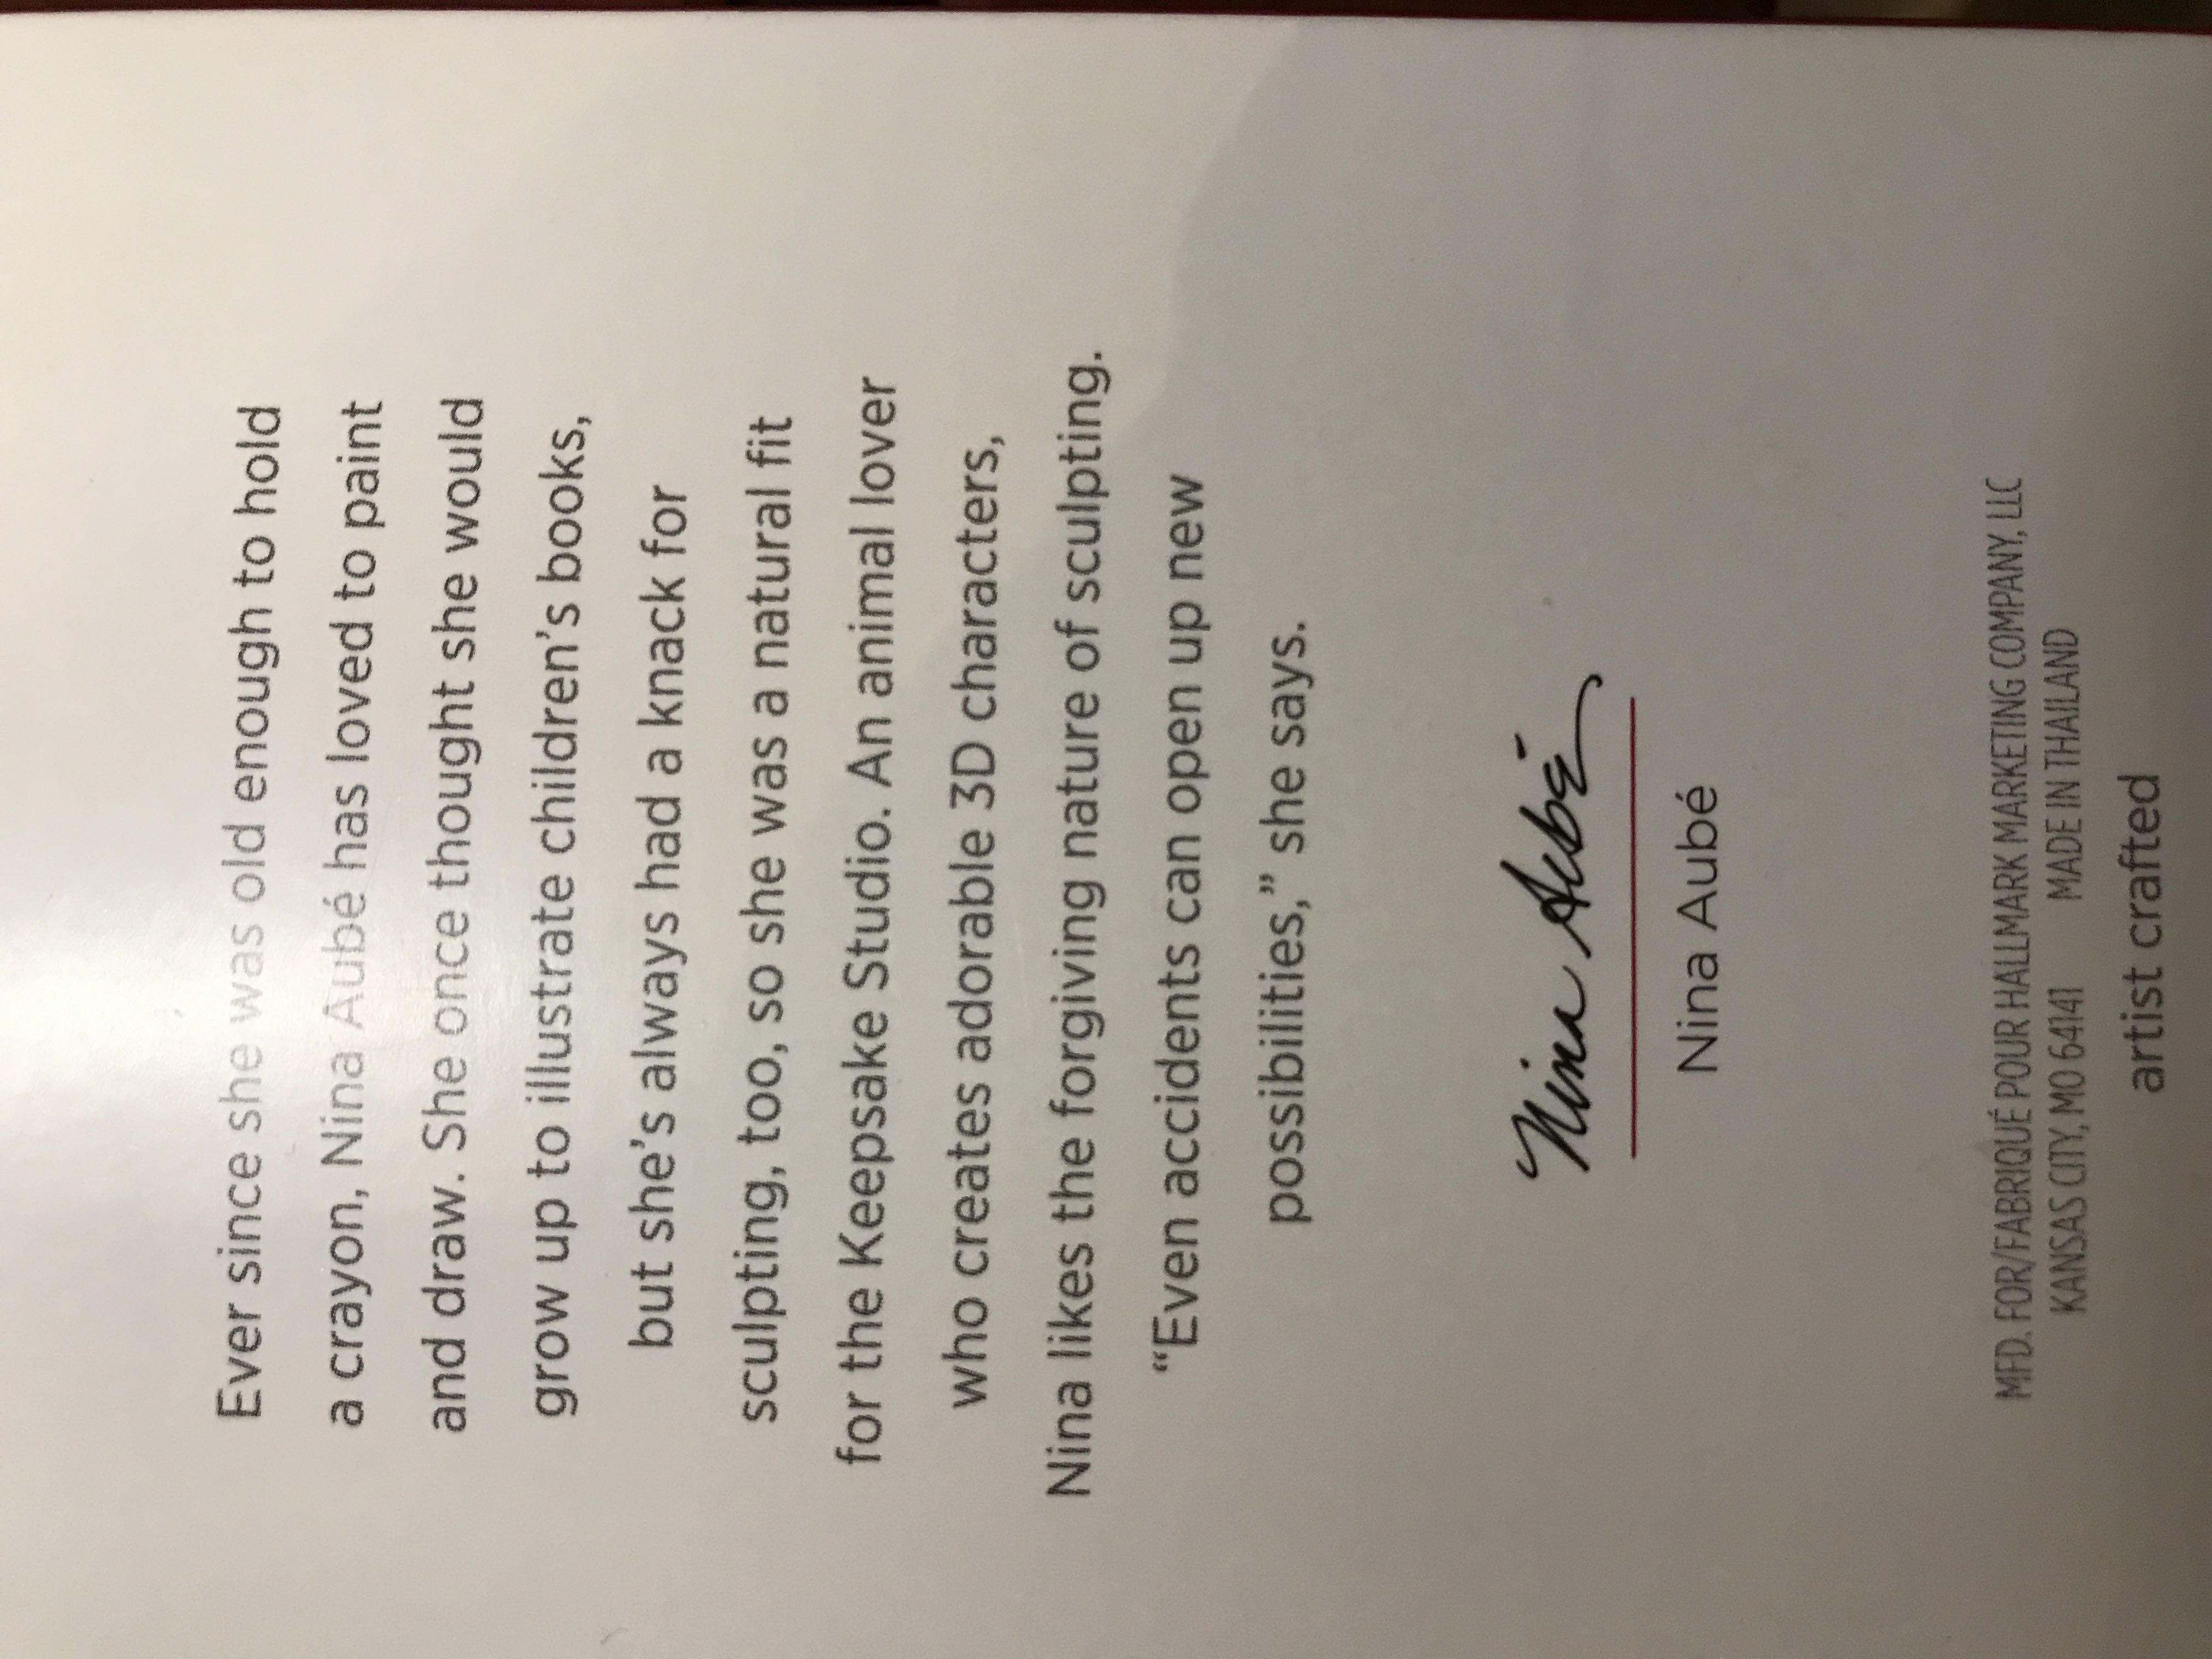 Ever since she was old enough to hold
a crayon, Nina Aubé has loved to paint
and draw. She once thought she would
grow up to illustrate children’s books,
but she’s always had a knack for
sculpting, too, so she was a natural fit
for the Keepsake Studio. An animal lover
who creates adorable 3D characters,
Nina likes the forgiving nature of sculpting.
“Even accidents can open up new
possibilities,” she says.
Nina Aubé
Nina Aubé
MFD. FOR/FABRIQUÉ POUR HALLMARK MARKETING COMPANY, LLC
KANSAS CITY, MO 64141 MADE IN THAILAND
artist crafted